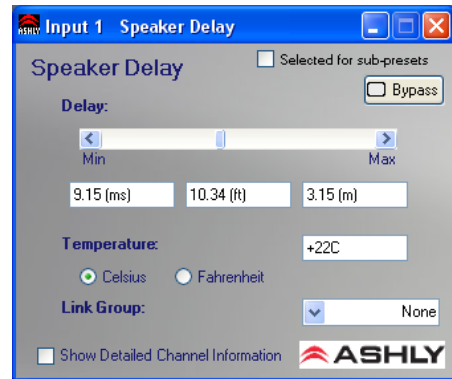 ASHLY Input 1 Speaker Delay
Selected for sub-presets
Speaker Delay
Bypass
Delay:
Min Max
9.15 (ms) 10.34 (ft) 3.15 (m)
Temperature: +22C
Celsius Fahrenheit
Link Group: None
Show Detailed Channel Information ASHLY